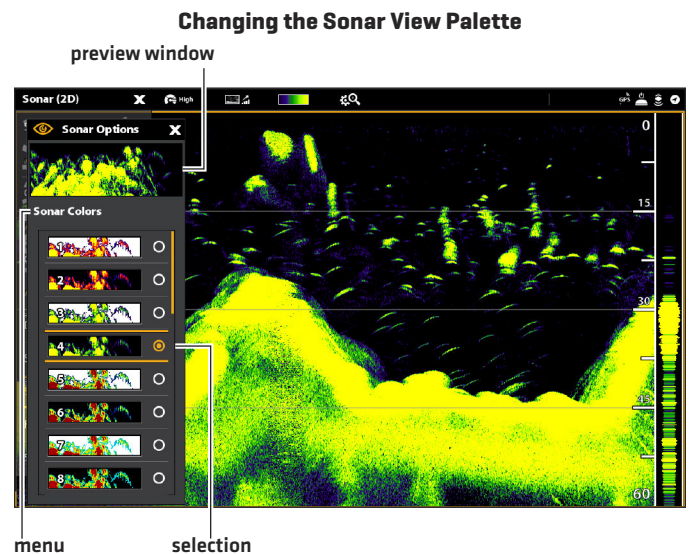 Changing the Sonar View Palette
preview window
Sonar (2D) X High
GPS
Sonar Options X
0
Sonar Colors
15
1
2
3
30
4
5
6
45
7
8
60
menu
selection